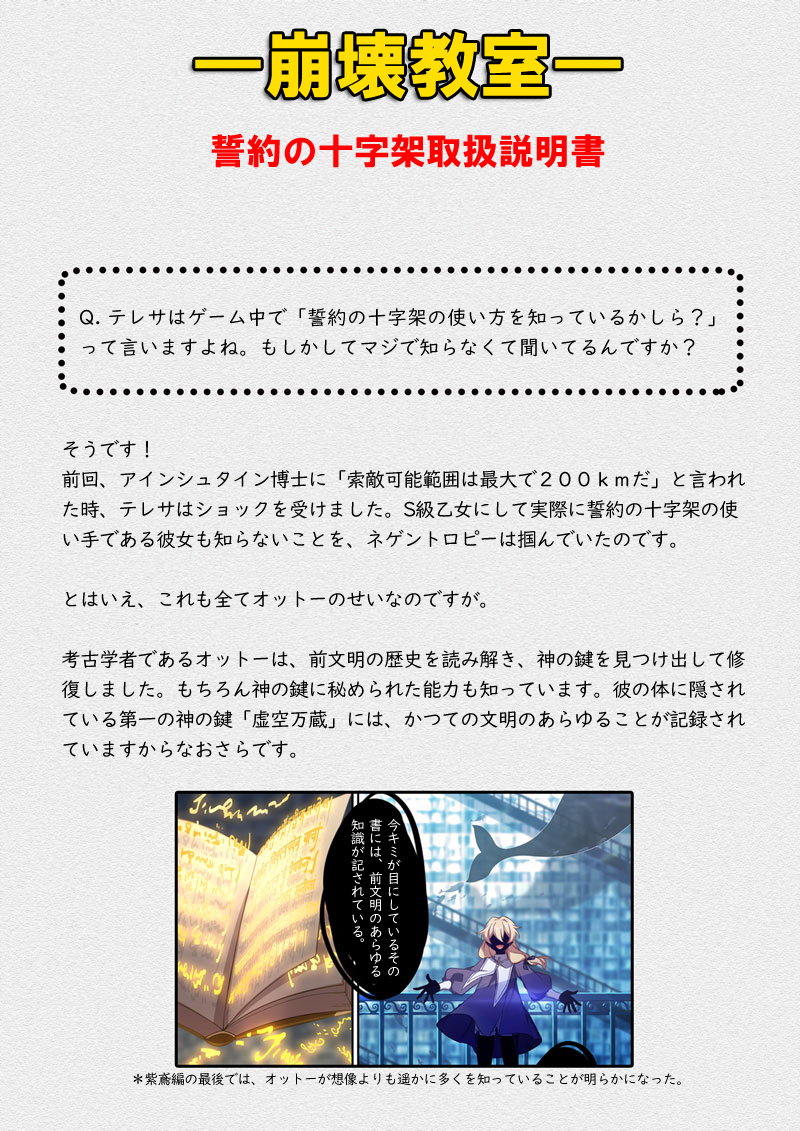 ―崩壊教室―
誓約の十字架取扱説明書
Q. テレサはゲーム中で「誓約の十字架の使い方を知っているかしら？」
って言いますよね。もしかしてマジで知らなくて聞いてるんですか？
そうです！
前回、アインシュタイン博士に「索敵可能範囲は最大で２００ｋｍだ」と言われ
た時、テレサはショックを受けました。S級乙女にして実際に誓約の十字架の使
い手である彼女も知らないことを、ネゲントロピーは掴んでいたのです。
とはいえ、これも全てオットーのせいなのですが。
考古学者であるオットーは、前文明の歴史を読み解き、神の鍵を見つけ出して修
復しました。もちろん神の鍵に秘められた能力も知っています。彼の体に隠され
ている第一の神の鍵「虚空万蔵」には、かつての文明のあらゆることが記録され
ていますからなおさらです。
今キミが目にしているその
書には、前文明のあらゆる
知識が記されている。
＊紫鳶編の最後では、オットーが想像よりも遥かに多くを知っていることが明らかになった。